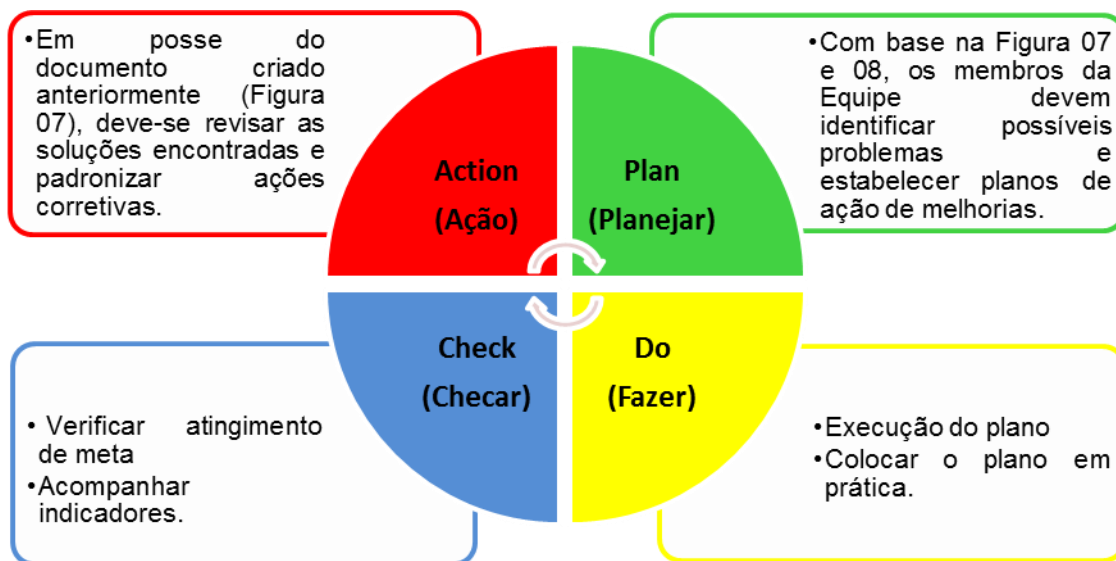 •Em posse do
documento criado
anteriormente (Figura
07), deve-se revisar as
soluções encontradas e
padronizar ações
corretivas.
•Com base na Figura 07
e 08, os membros da
Equipe devem
identificar possíveis
problemas e
estabelecer planos de
ação de melhorias.
Action
(Ação)
Plan
(Planejar)
Check
(Checar)
Do
(Fazer)
• Verificar atingimento
de meta
•Acompanhar
indicadores.
•Execução do plano
•Colocar o plano em
prática.